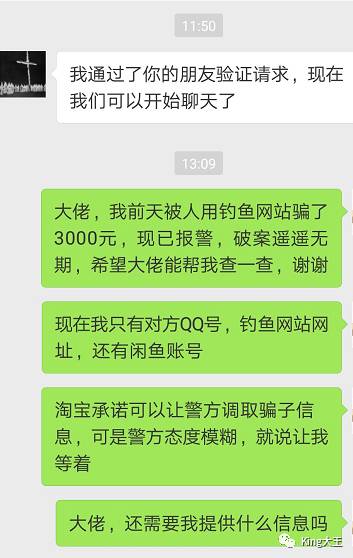 11:50
我通过了你的朋友验证请求，现在
我们可以开始聊天了
13:09
大佬，我前天被人用钓鱼网站骗了
3000元，现已报警，破案遥遥无
期，希望大佬能帮我查一查，谢谢
现在我只有对方QQ号，钓鱼网站网
址，还有闲鱼账号
淘宝承诺可以让警方调取骗子信
息，可是警方态度模糊，就说让我
等着
大佬，还需要我提供什么信息吗
King大王